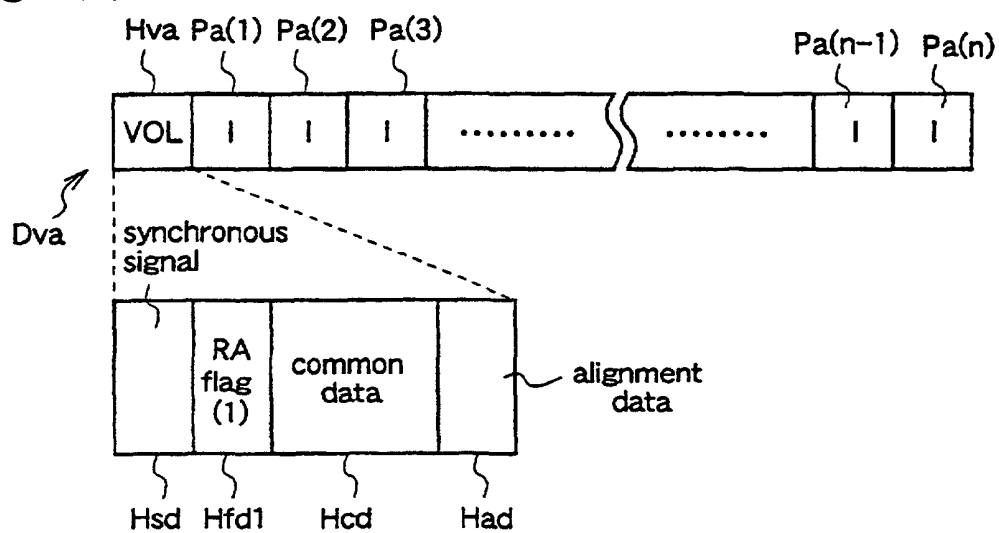 Hva Pa(1) Pa(2) Pa(3) Pa(n-1) Pa(n)
VOL I I I ......... ........ I I
Dva
synchronous
signal
RA
flag
(1)
common
data
alignment
data
Hsd Hfd1 Hcd Had